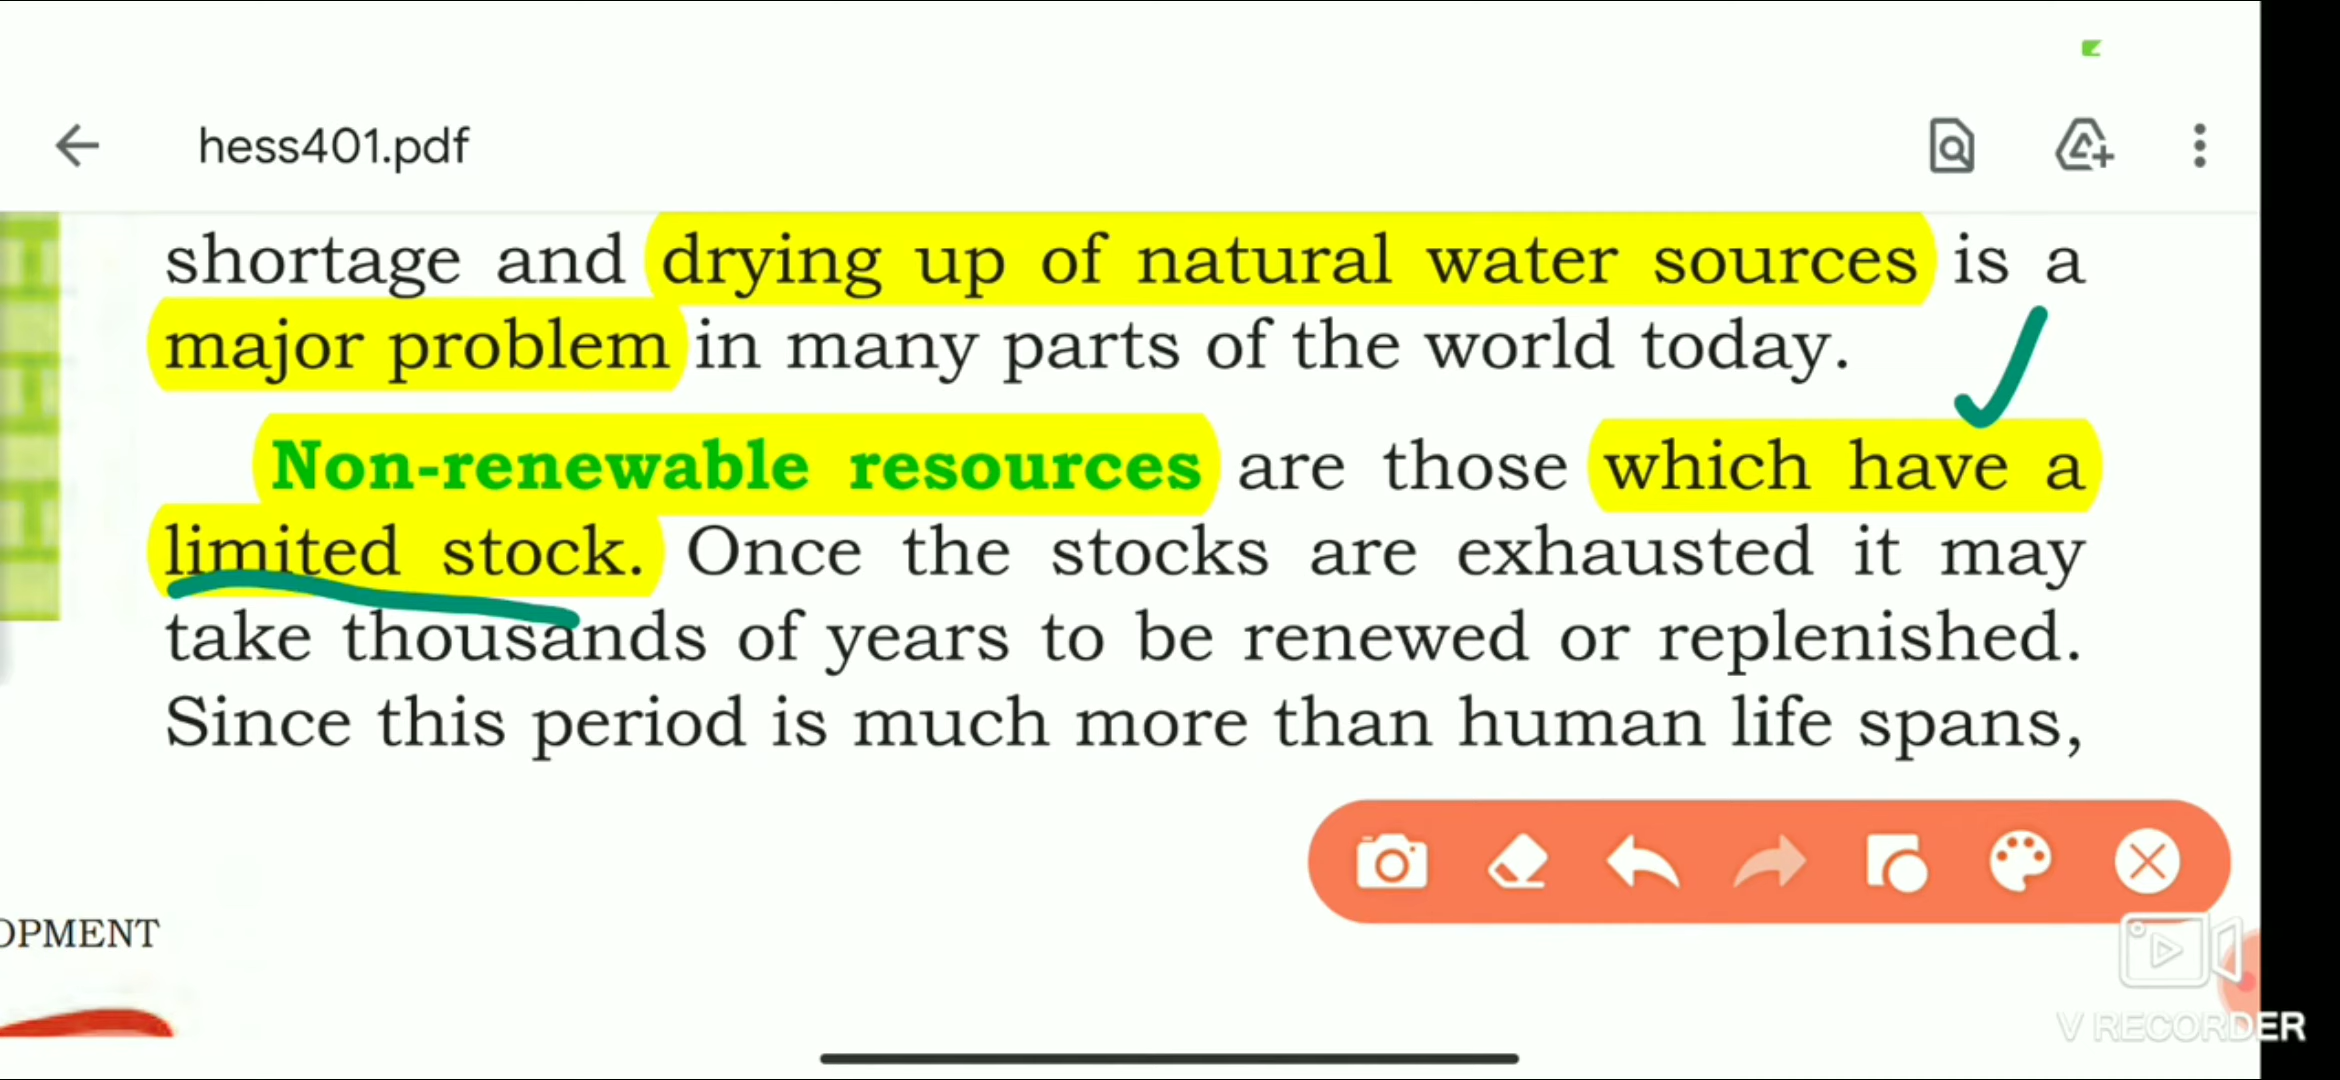 hess401.pdf
shortage and drying up of natural water sources is a
major problem in many parts of the world today.
Non-renewable resources are those which have a
limited stock. Once the stocks are exhausted it may
take thousands of years to be renewed or replenished.
Since this period is much more than human life spans,
OPMENT
V RECORDER